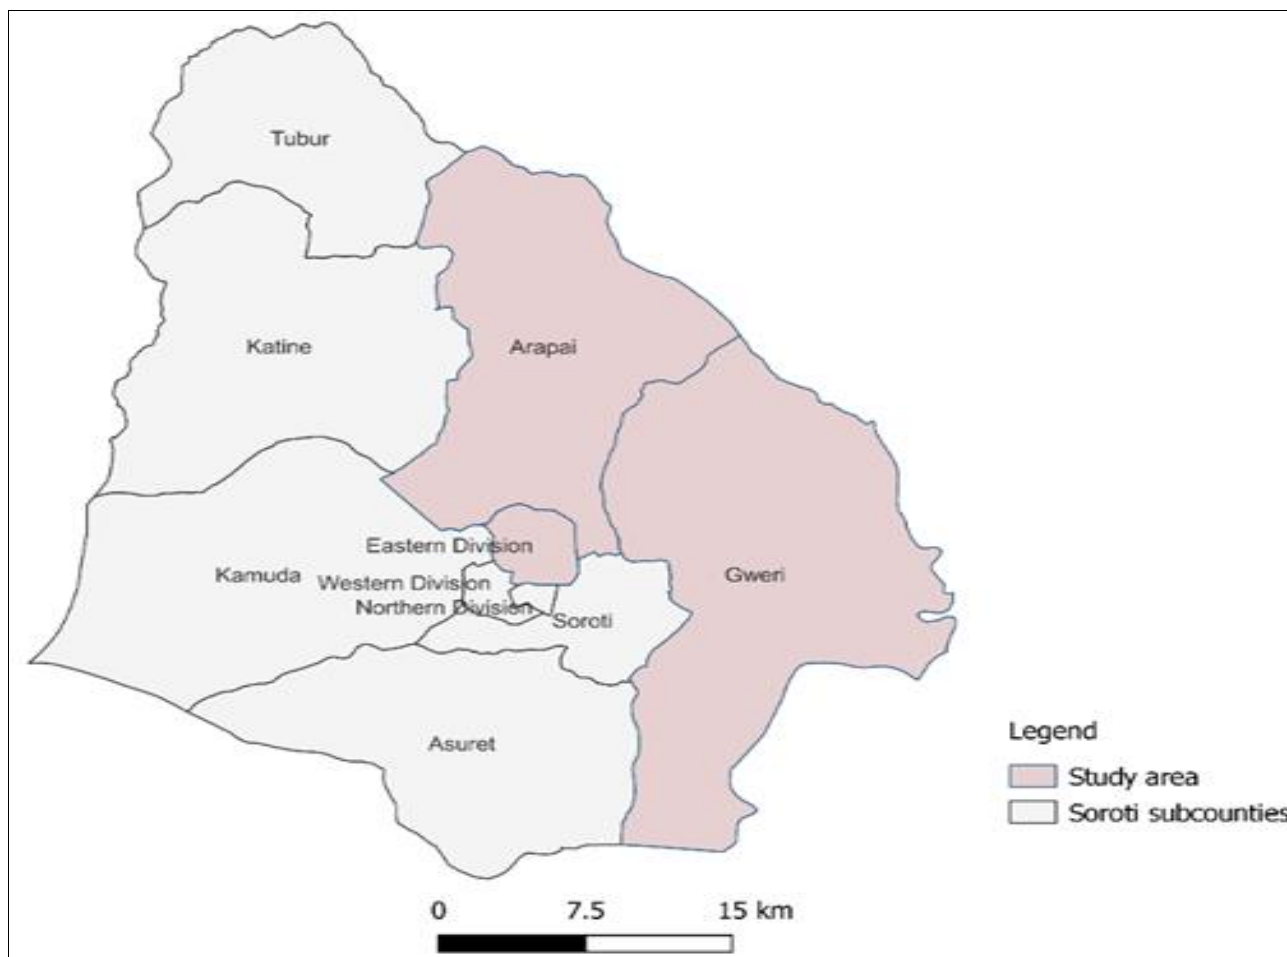 Tubur
Katine
Arapai
Eastern Division
Kamuda
Western Division
Gweri
Northern Division
Soroti
Asuret
Legend
Study area
Soroti subcounties
0 7.5 15 km